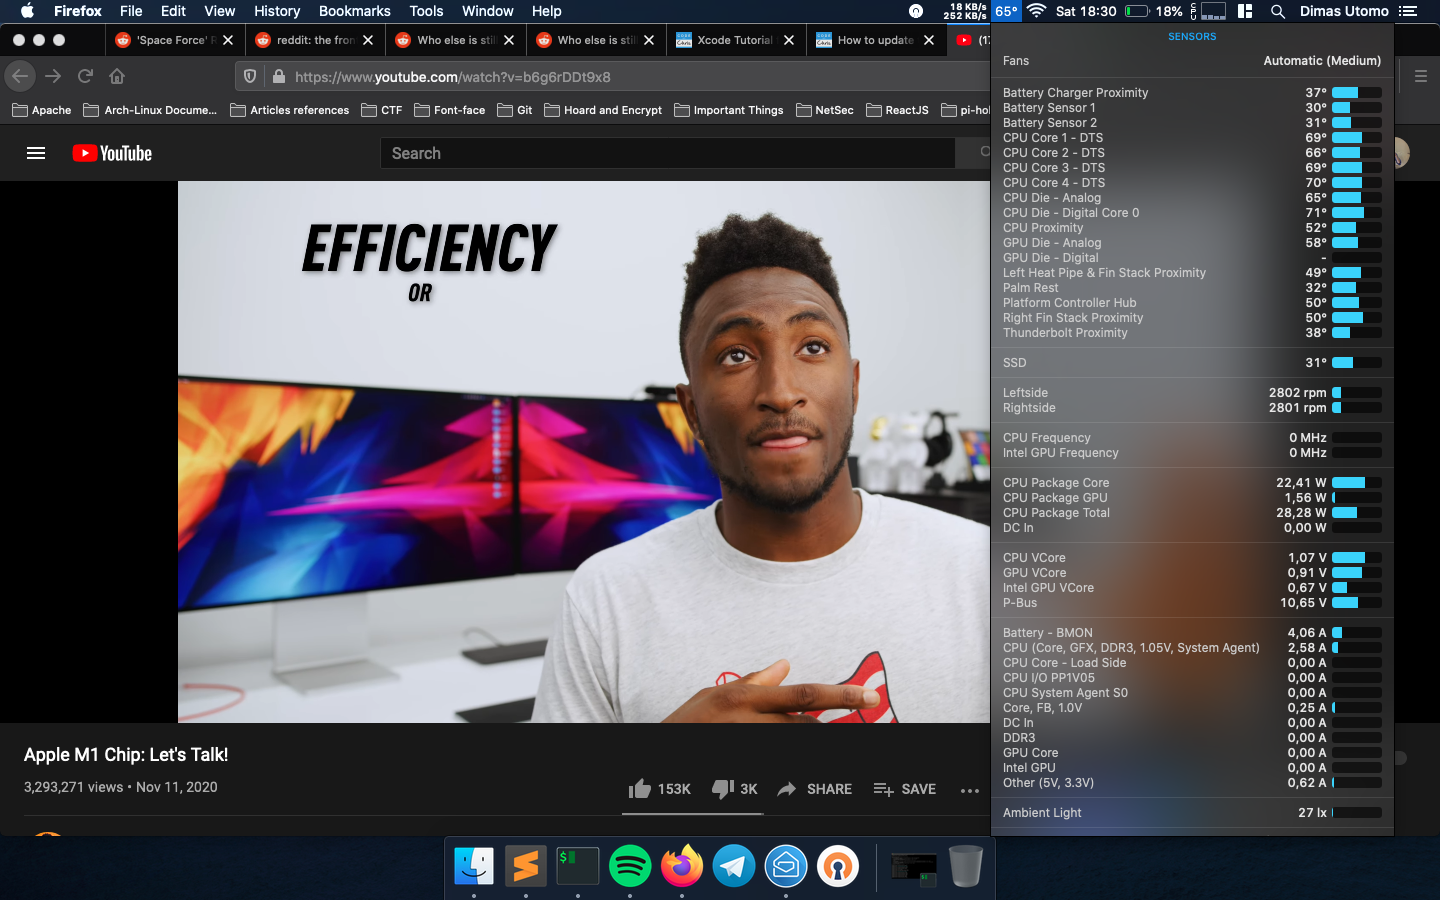 Firefox File Edit View History Bookmarks Tools Window Help
18 KB/s
252 KB/s
65° Sat 18:30 18% CPU Dimas Utomo
'Space Force' R
reddit: the fron
Who else is stil
Who else is stil
Xcode Tutorial
How to update
https://www.youtube.com/watch?v=b6g6rDDt9x8
Apache Arch-Linux Docume... Articles references CTF Font-face Git Hoard and Encrypt Important Things NetSec ReactJS pi-hol
YouTube
Search
EFFICIENCY
OR
Apple M1 Chip: Let's Talk!
3,293,271 views • Nov 11, 2020
153K 3K SHARE SAVE
SENSORS
Fans Automatic (Medium)
Battery Charger Proximity 37°
Battery Sensor 1 30°
Battery Sensor 2 31°
CPU Core 1 - DTS 69°
CPU Core 2 - DTS 66°
CPU Core 3 - DTS 69°
CPU Core 4 - DTS 70°
CPU Die - Analog 65°
CPU Die - Digital Core 0 71°
CPU Proximity 52°
GPU Die - Analog 58°
GPU Die - Digital -
Left Heat Pipe & Fin Stack Proximity 49°
Palm Rest 32°
Platform Controller Hub 50°
Right Fin Stack Proximity 50°
Thunderbolt Proximity 38°
SSD 31°
Leftside 2802 rpm
Rightside 2801 rpm
CPU Frequency 0 MHz
Intel GPU Frequency 0 MHz
CPU Package Core 22,41 W
CPU Package GPU 1,56 W
CPU Package Total 28,28 W
DC In 0,00 W
CPU VCore 1,07 V
GPU VCore 0,91 V
Intel GPU VCore 0,67 V
P-Bus 10,65 V
Battery - BMON 4,06 A
CPU (Core, GFX, DDR3, 1.05V, System Agent) 2,58 A
CPU Core - Load Side 0,00 A
CPU I/O PP1V05 0,00 A
CPU System Agent S0 0,00 A
Core, FB, 1.0V 0,25 A
DC In 0,00 A
DDR3 0,00 A
GPU Core 0,00 A
Intel GPU 0,00 A
Other (5V, 3.3V) 0,62 A
Ambient Light 27 lx